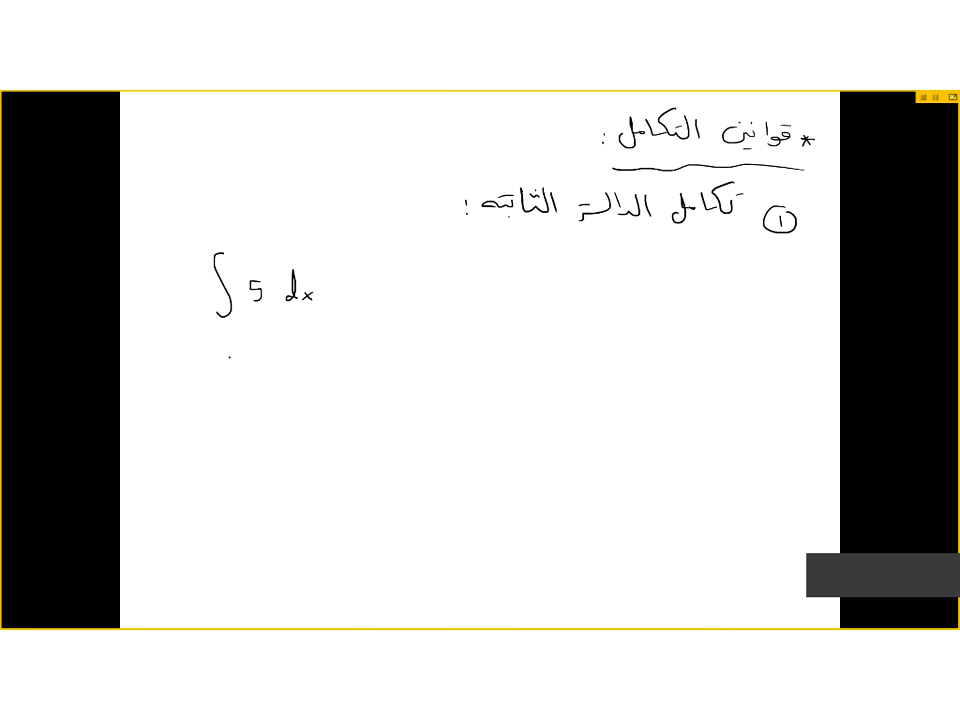 * قوانين التكامل :
① تكامل الدالة الثابته :
∫ 5 dx